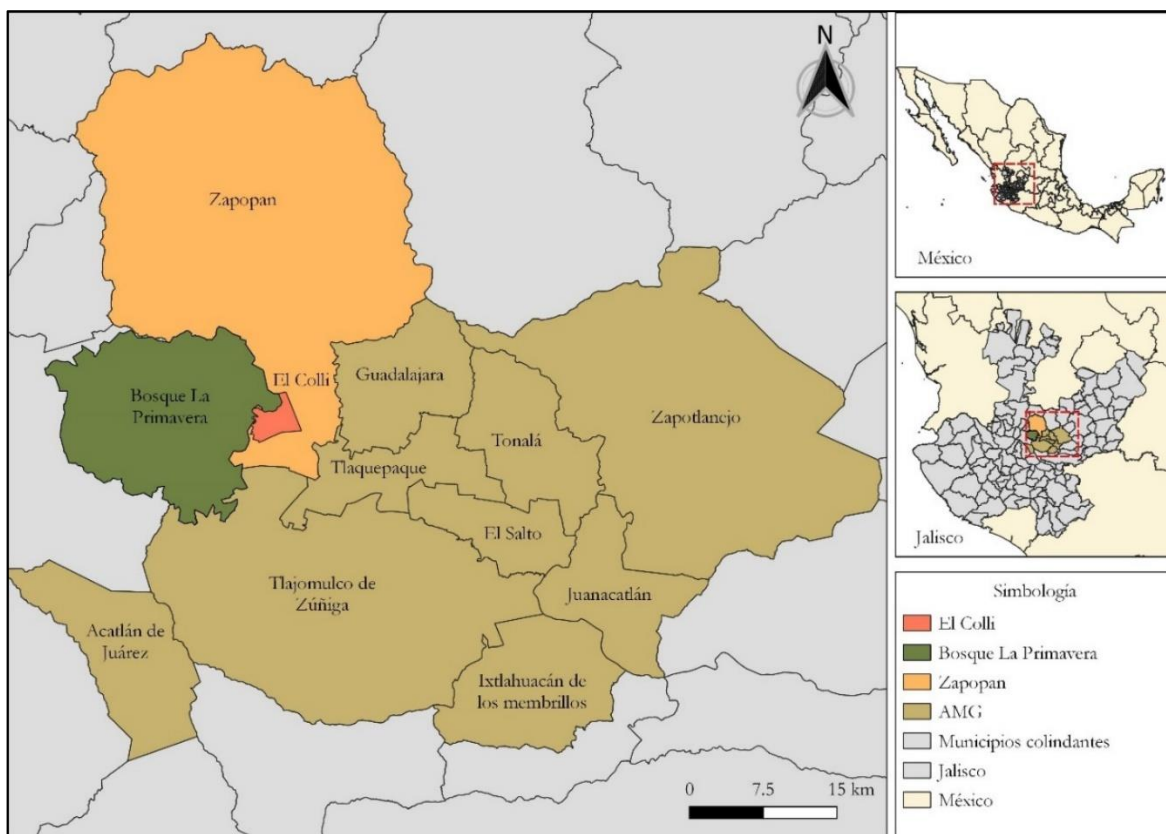 N
Zapopan
El Colli
Bosque La
Primavera
Guadalajara
Zapotlanejo
Tonalá
Tlaquepaque
El Salto
Tlajomulco de
Zúñiga
Juanacatlán
Acatlán de
Juárez
Ixtlahuacán de
los membrillos
0 7.5 15 km
México
Jalisco
Simbología
El Colli
Bosque La Primavera
Zapopan
AMG
Municipios colindantes
Jalisco
México